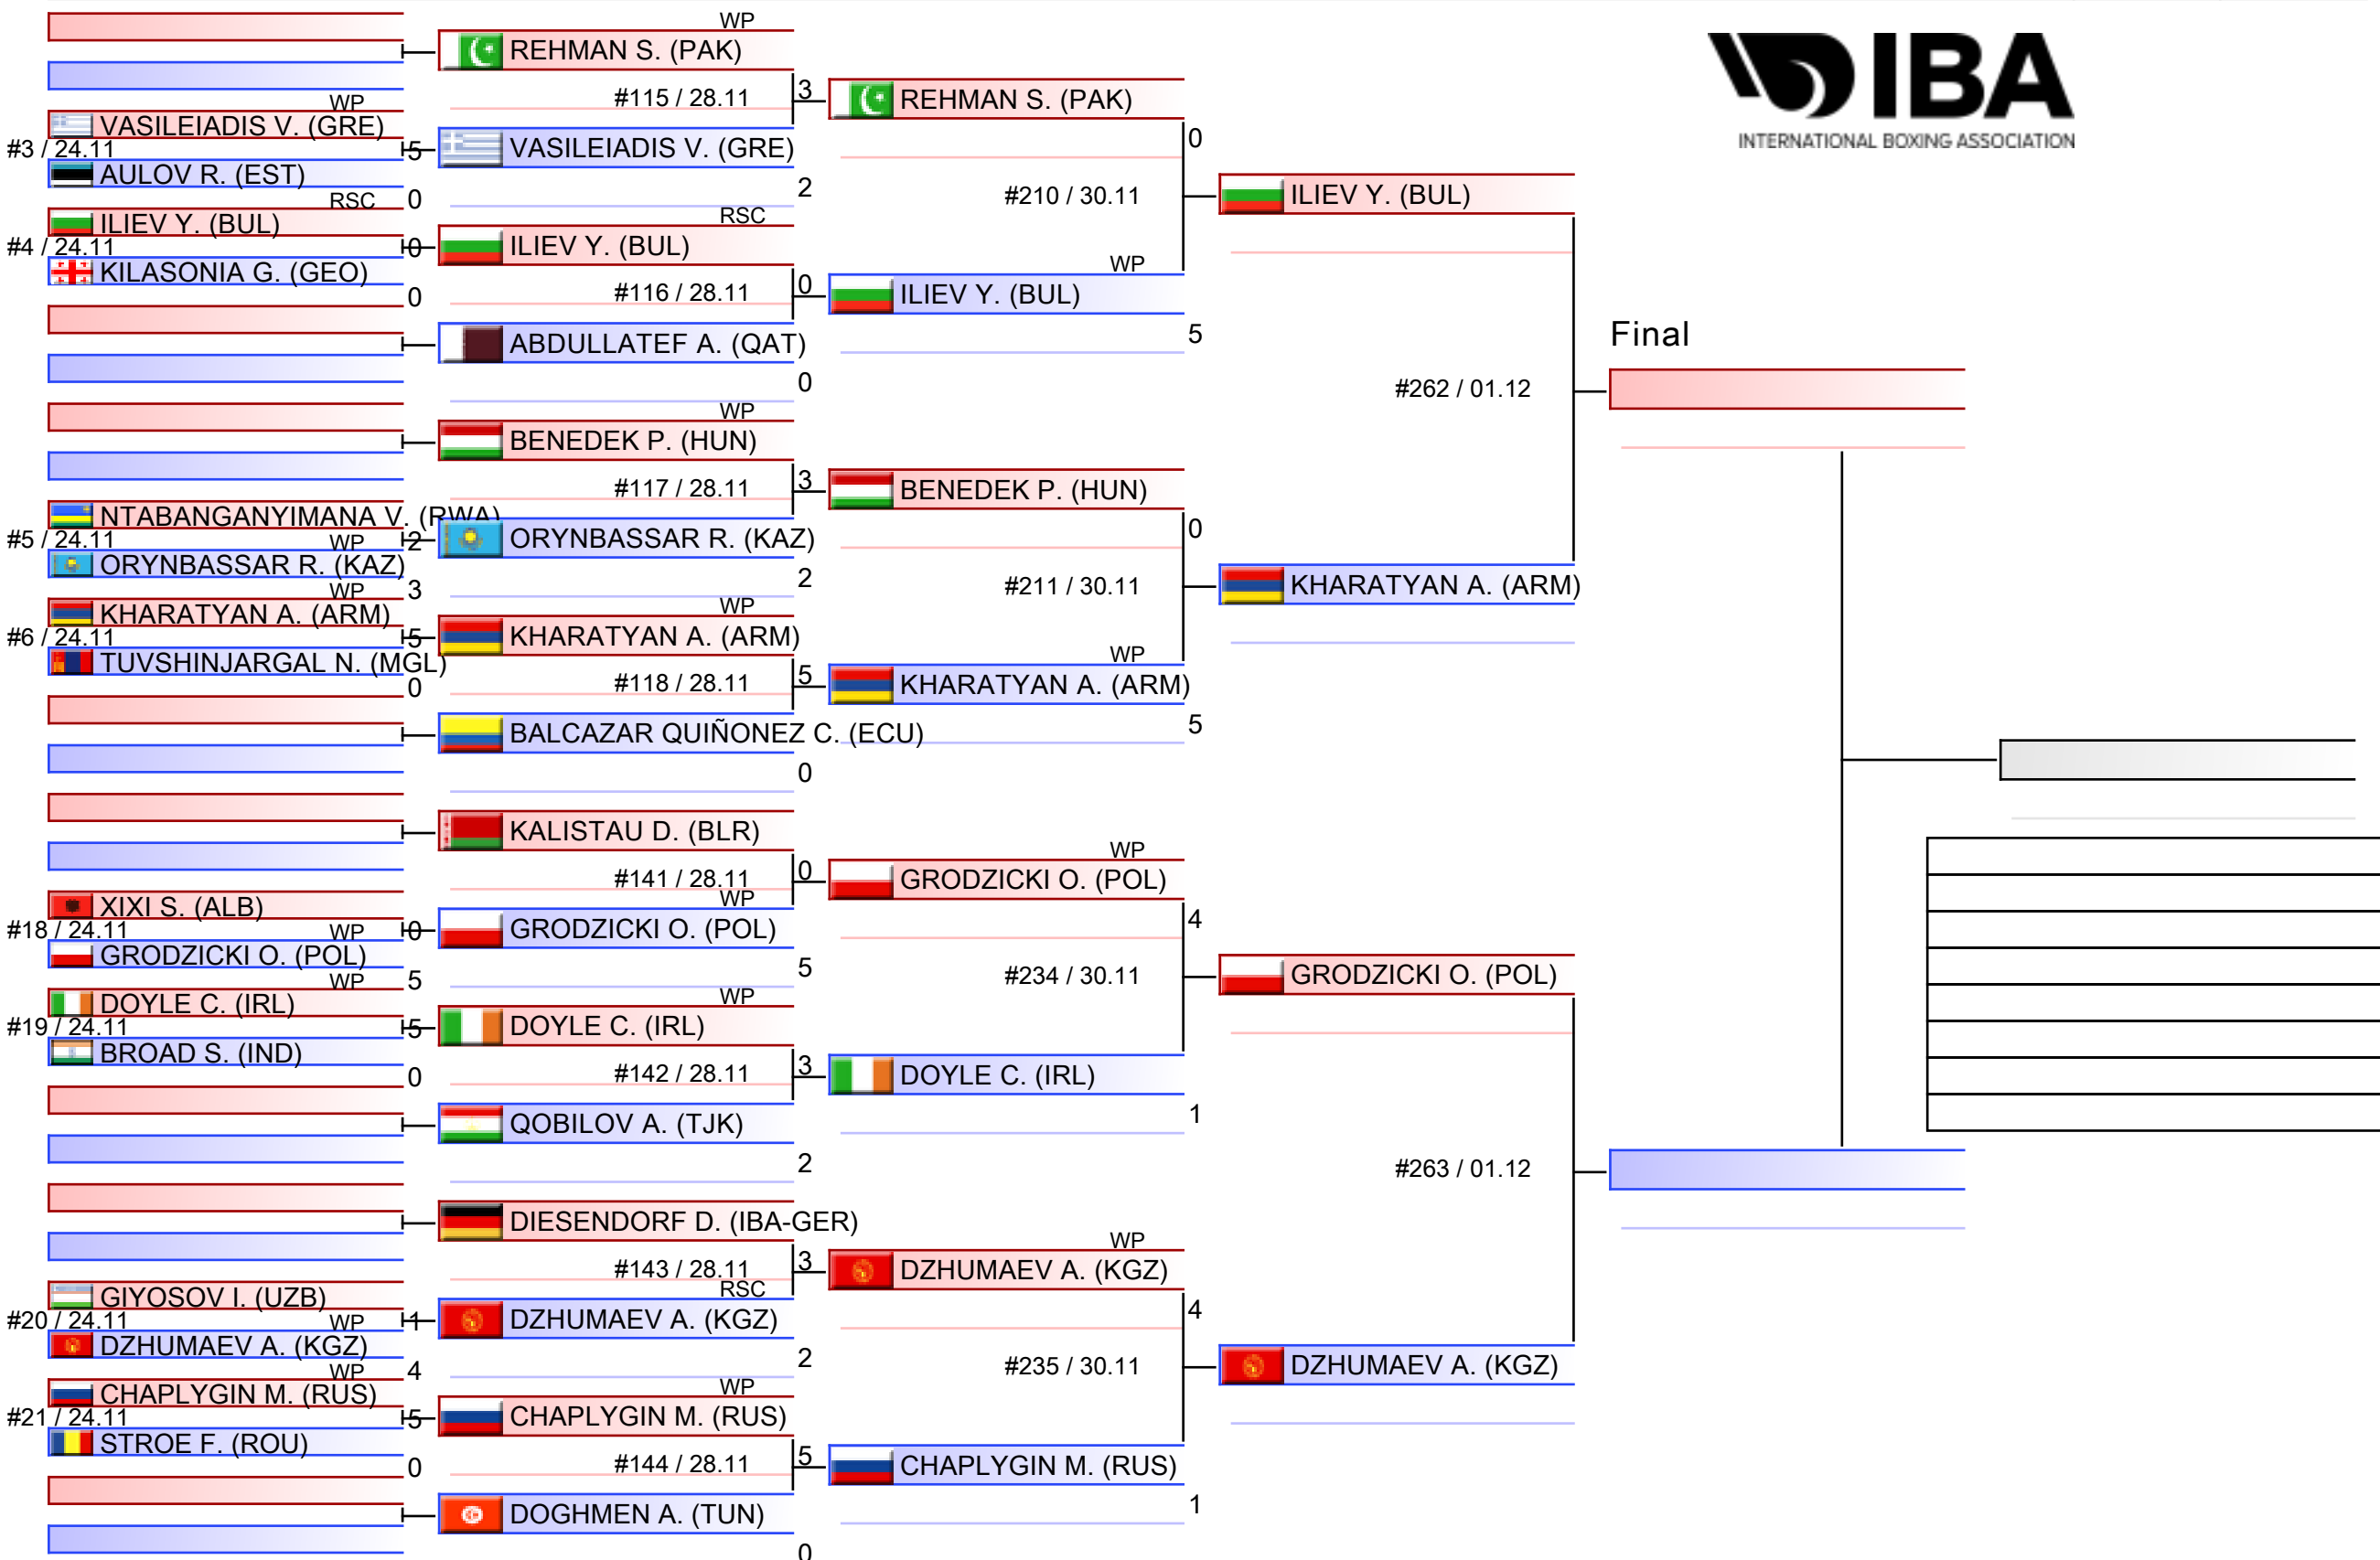 IBA
INTERNATIONAL BOXING ASSOCIATION
WP
VASILEIADIS V. (GRE)
#3 / 24.11
5
AULOV R. (EST)
0
RSC
ILIEV Y. (BUL)
#4 / 24.11
0
KILASONIA G. (GEO)
0
NTABANGANYIMANA V. (RWA)
#5 / 24.11
WP
2
ORYNBASSAR R. (KAZ)
3
WP
KHARATYAN A. (ARM)
#6 / 24.11
5
TUVSHINJARGAL N. (MGL)
0
XIXI S. (ALB)
#18 / 24.11
WP
0
GRODZICKI O. (POL)
5
WP
DOYLE C. (IRL)
#19 / 24.11
5
BROAD S. (IND)
0
GIYOSOV I. (UZB)
#20 / 24.11
WP
1
DZHUMAEV A. (KGZ)
4
WP
CHAPLYGIN M. (RUS)
#21 / 24.11
5
STROE F. (ROU)
0
WP
REHMAN S. (PAK)
#115 / 28.11
3
VASILEIADIS V. (GRE)
2
RSC
ILIEV Y. (BUL)
#116 / 28.11
0
ABDULLATEF A. (QAT)
0
WP
BENEDEK P. (HUN)
#117 / 28.11
3
ORYNBASSAR R. (KAZ)
2
WP
KHARATYAN A. (ARM)
#118 / 28.11
5
BALCAZAR QUIÑONEZ C. (ECU)
0
KALISTAU D. (BLR)
#141 / 28.11
0
WP
GRODZICKI O. (POL)
5
WP
DOYLE C. (IRL)
#142 / 28.11
3
QOBILOV A. (TJK)
2
DIESENDORF D. (IBA-GER)
#143 / 28.11
3
RSC
DZHUMAEV A. (KGZ)
2
WP
CHAPLYGIN M. (RUS)
#144 / 28.11
5
DOGHMEN A. (TUN)
0
REHMAN S. (PAK)
0
#210 / 30.11
WP
ILIEV Y. (BUL)
5
BENEDEK P. (HUN)
0
#211 / 30.11
WP
KHARATYAN A. (ARM)
5
WP
GRODZICKI O. (POL)
4
#234 / 30.11
DOYLE C. (IRL)
1
WP
DZHUMAEV A. (KGZ)
4
#235 / 30.11
CHAPLYGIN M. (RUS)
1
ILIEV Y. (BUL)
#262 / 01.12
KHARATYAN A. (ARM)
GRODZICKI O. (POL)
#263 / 01.12
DZHUMAEV A. (KGZ)
Final